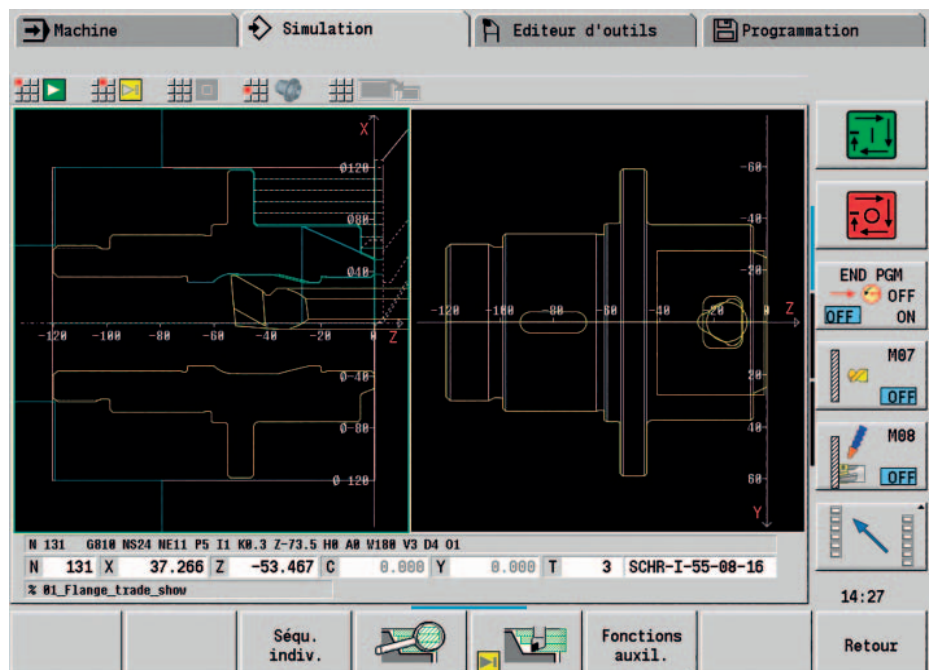 Machine
Simulation
Editeur d'outils
Programmation
X
Ø120
Ø80
Ø40
-120 -100 -80 -60 -40 -20 0 Z
Ø-40
Ø-80
Ø 120
-60
-40
-20
-120 -100 -80 -60 -40 -20 0 Z
20
40
60
Y
END PGM
OFF
OFF ON
M07
OFF
M08
OFF
N 131 G810 NS24 NE11 P5 I1 K0.3 Z-73.5 H0 A0 W180 V3 D4 O1
N 131 X 37.266 Z -53.467 C 0.000 Y 0.000 T 3 SCHR-I-55-08-16
% 01_Flange_trade_show
14:27
Séqu. indiv.
Fonctions auxil.
Retour